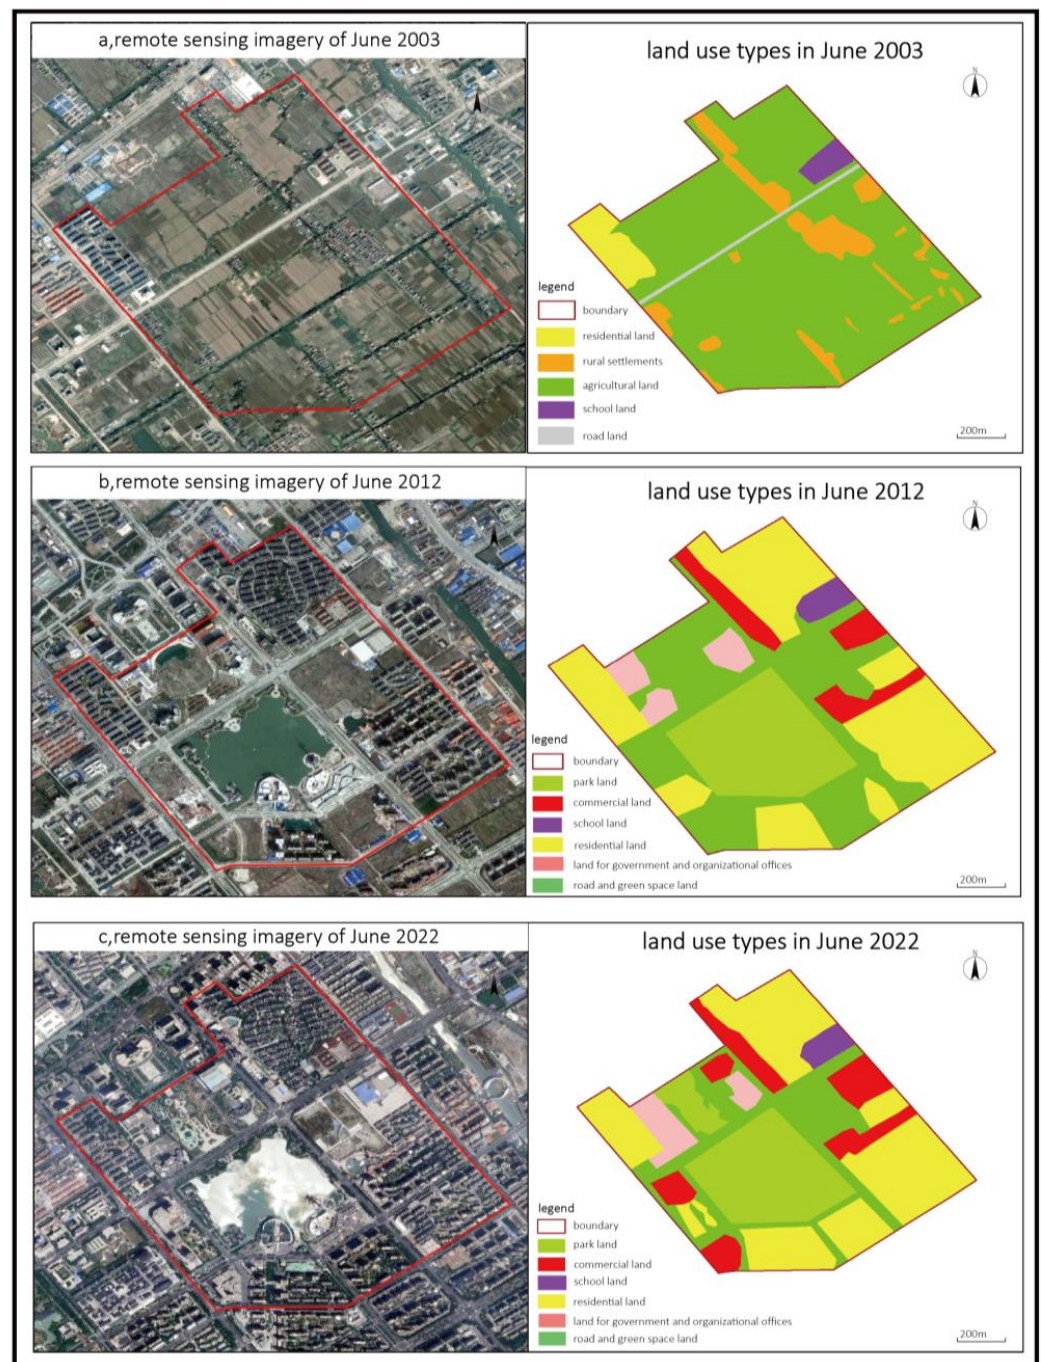 a,remote sensing imagery of June 2003
land use types in June 2003
N
legend
boundary
residential land
rural settlements
agricultural land
school land
road land
200m
b,remote sensing imagery of June 2012
land use types in June 2012
N
legend
boundary
park land
commercial land
school land
residential land
land for government and organizational offices
road and green space land
200m
c,remote sensing imagery of June 2022
land use types in June 2022
N
legend
boundary
park land
commercial land
school land
residential land
land for government and organizational offices
road and green space land
200m